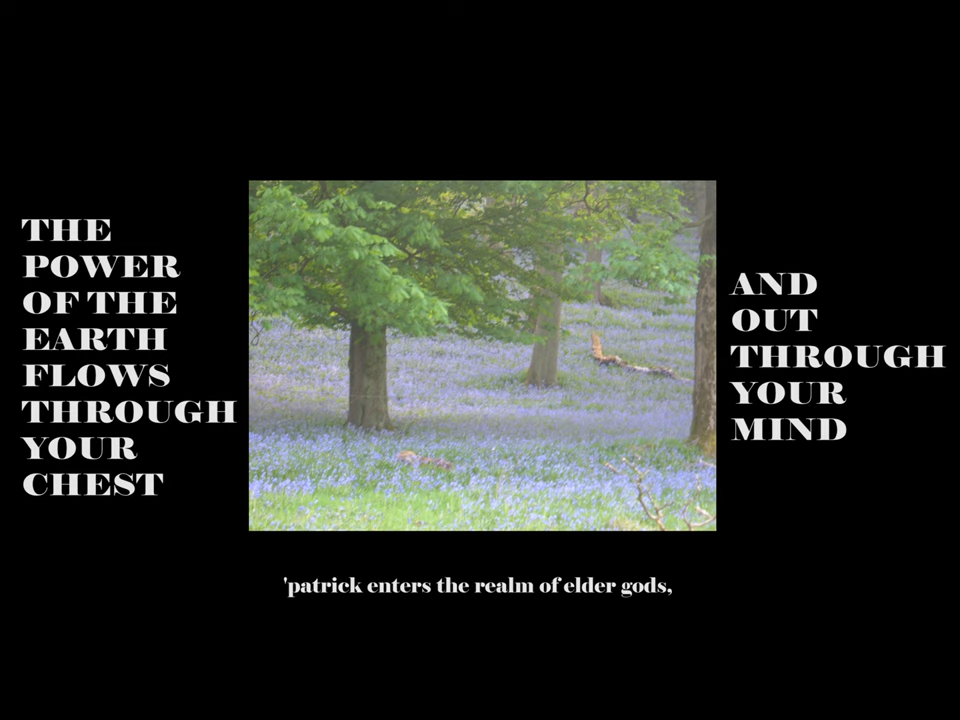 THE
POWER
OF THE
EARTH
FLOWS
THROUGH
YOUR
CHEST
AND
OUT
THROUGH
YOUR
MIND
'patrick enters the realm of elder gods,